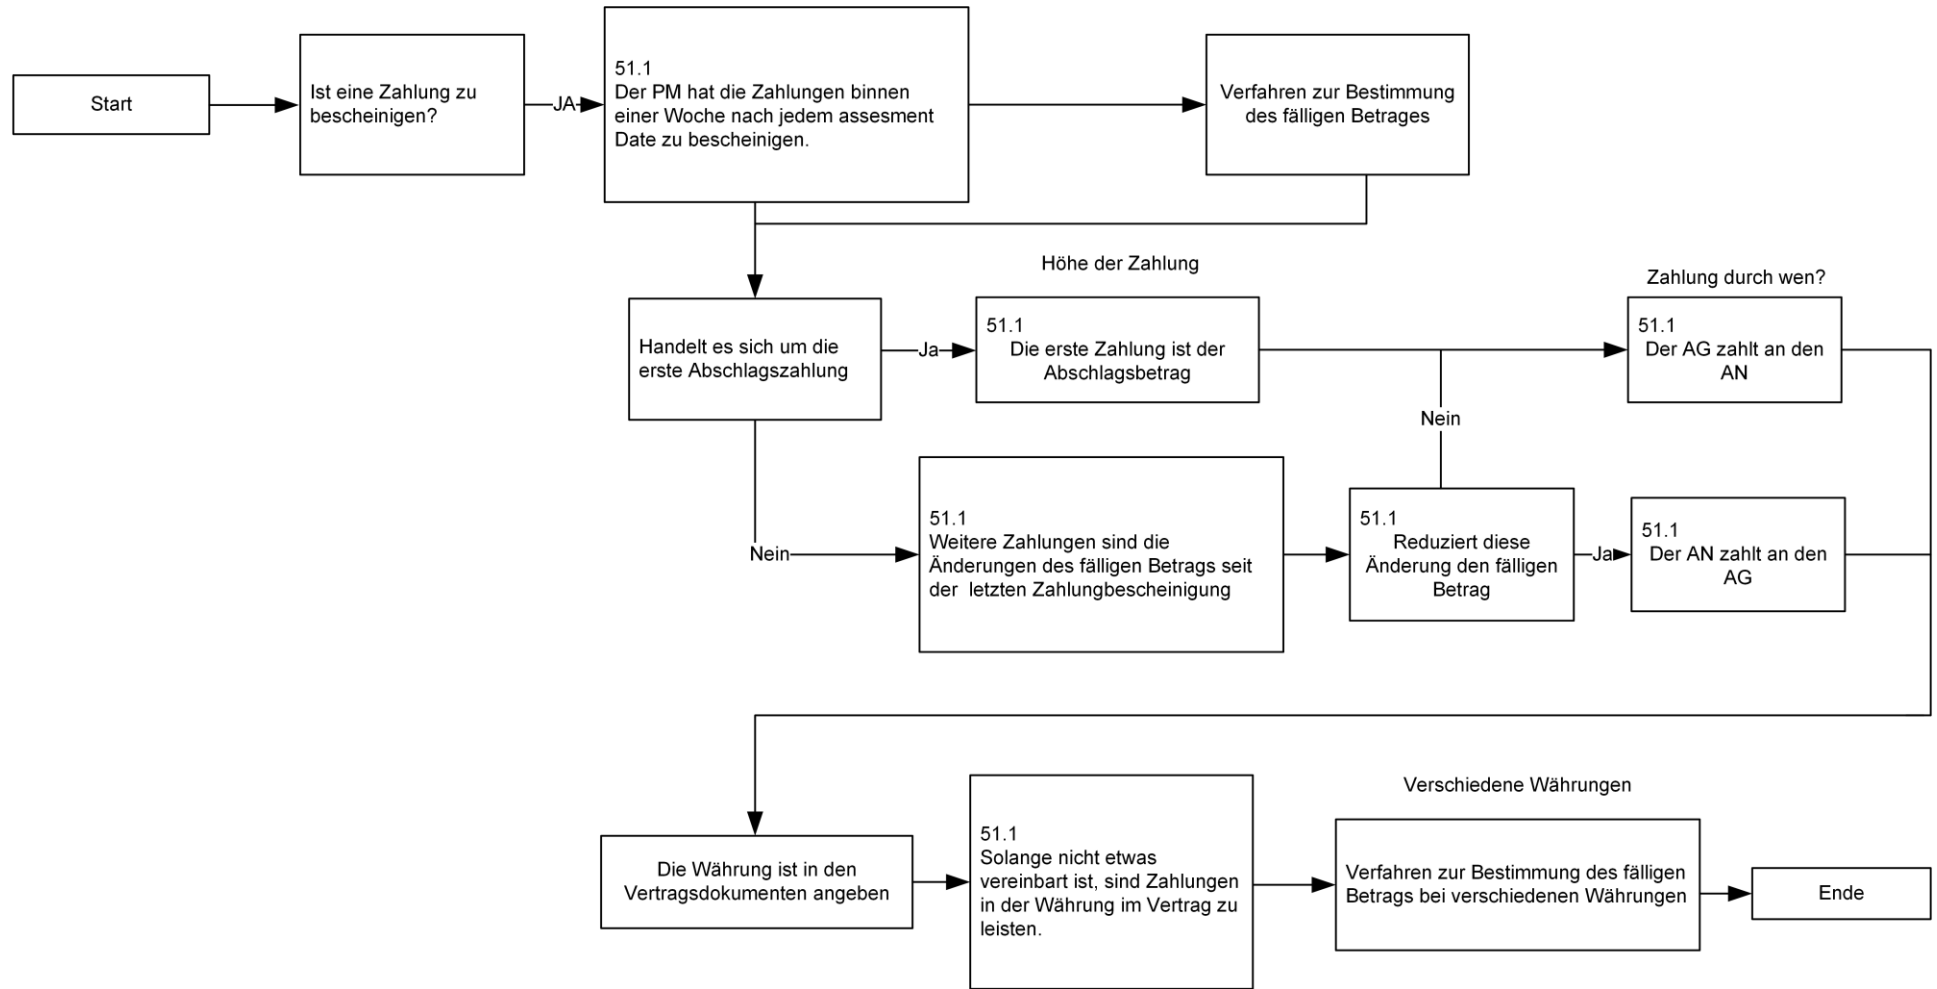 Start
Ist eine Zahlung zu
bescheinigen?
JA
51.1
Der PM hat die Zahlungen binnen
einer Woche nach jedem assesment
Date zu bescheinigen.
Verfahren zur Bestimmung
des fälligen Betrages
Höhe der Zahlung
Zahlung durch wen?
Handelt es sich um die
erste Abschlagszahlung
Ja
51.1
Die erste Zahlung ist der
Abschlagsbetrag
51.1
Der AG zahlt an den
AN
Nein
Nein
51.1
Weitere Zahlungen sind die
Änderungen des fälligen Betrags seit
der letzten Zahlungbescheinigung
51.1
Reduziert diese
Änderung den fälligen
Betrag
Ja
51.1
Der AN zahlt an den
AG
Die Währung ist in den
Vertragsdokumenten angeben
51.1
Solange nicht etwas
vereinbart ist, sind Zahlungen
in der Währung im Vertrag zu
leisten.
Verschiedene Währungen
Verfahren zur Bestimmung des fälligen
Betrags bei verschiedenen Währungen
Ende